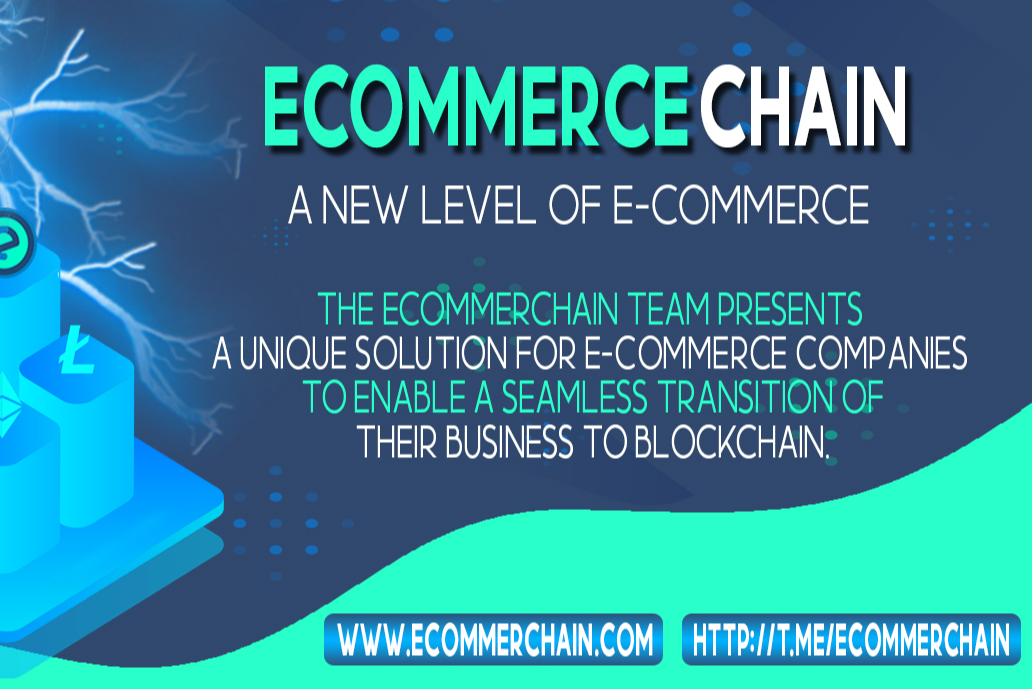 ECOMMERCE CHAIN
A NEW LEVEL OF E-COMMERCE
THE ECOMMERCHAIN TEAM PRESENTS
A UNIQUE SOLUTION FOR E-COMMERCE COMPANIES
TO ENABLE A SEAMLESS TRANSITION OF
THEIR BUSINESS TO BLOCKCHAIN.
WWW.ECOMMERCHAIN.COM
HTTP://T.ME/ECOMMERCHAIN